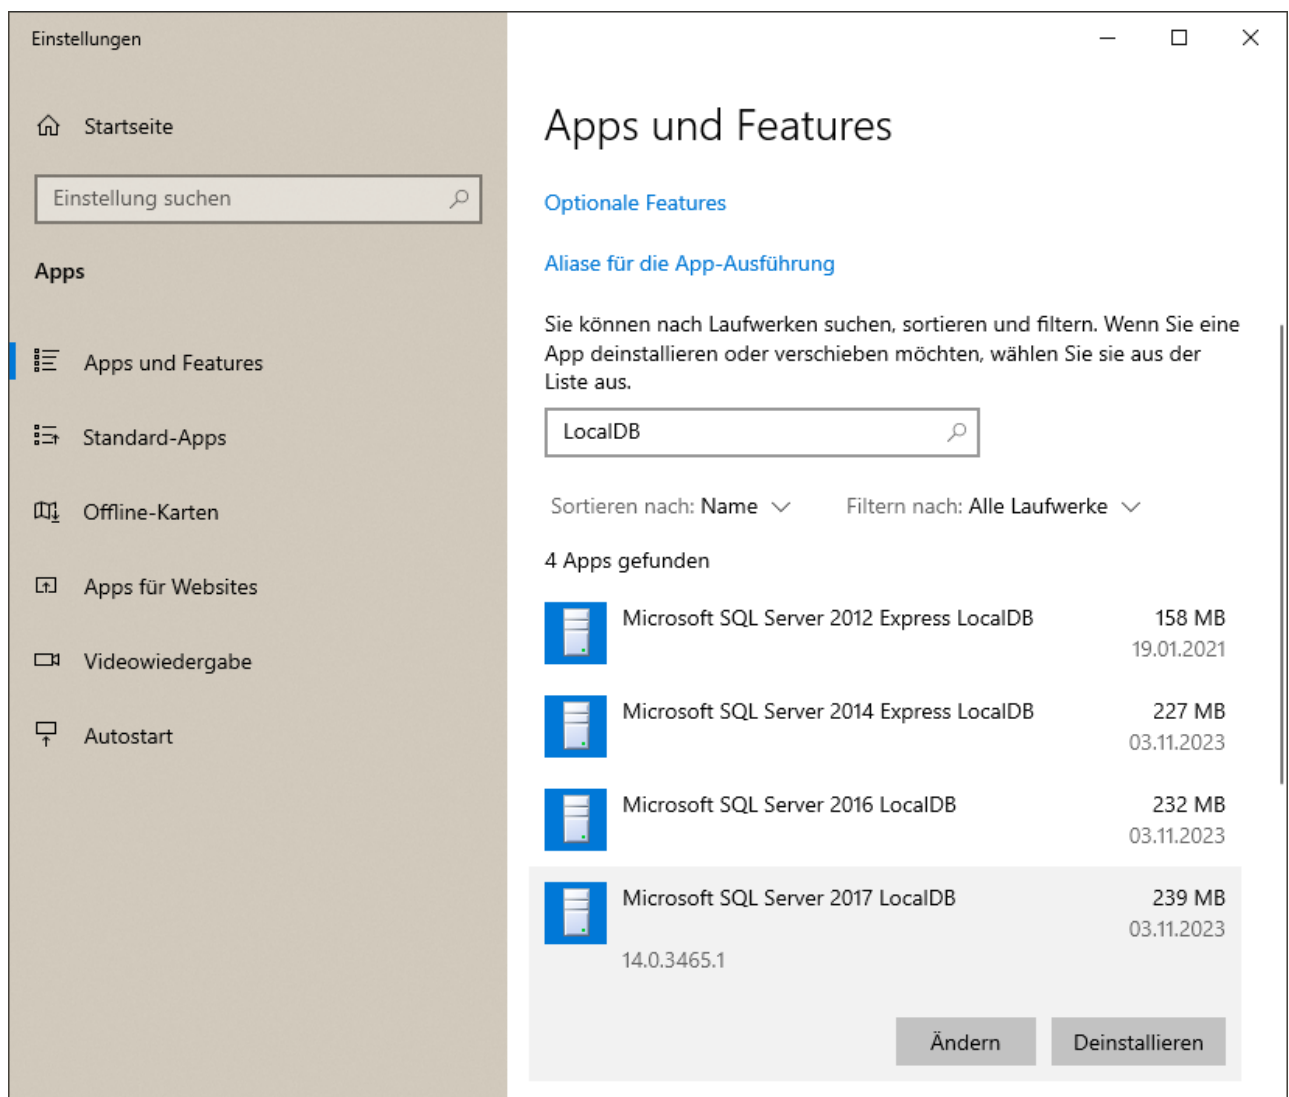 Einstellungen
Startseite
Einstellung suchen
Apps
Apps und Features
Standard-Apps
Offline-Karten
Apps für Websites
Videowiedergabe
Autostart
Apps und Features
Optionale Features
Aliase für die App-Ausführung
Sie können nach Laufwerken suchen, sortieren und filtern. Wenn Sie eine
App deinstallieren oder verschieben möchten, wählen Sie sie aus der
Liste aus.
LocalDB
Sortieren nach: Name Filtern nach: Alle Laufwerke
4 Apps gefunden
Microsoft SQL Server 2012 Express LocalDB 158 MB
19.01.2021
Microsoft SQL Server 2014 Express LocalDB 227 MB
03.11.2023
Microsoft SQL Server 2016 LocalDB 232 MB
03.11.2023
Microsoft SQL Server 2017 LocalDB 239 MB
03.11.2023
14.0.3465.1
Ändern Deinstallieren